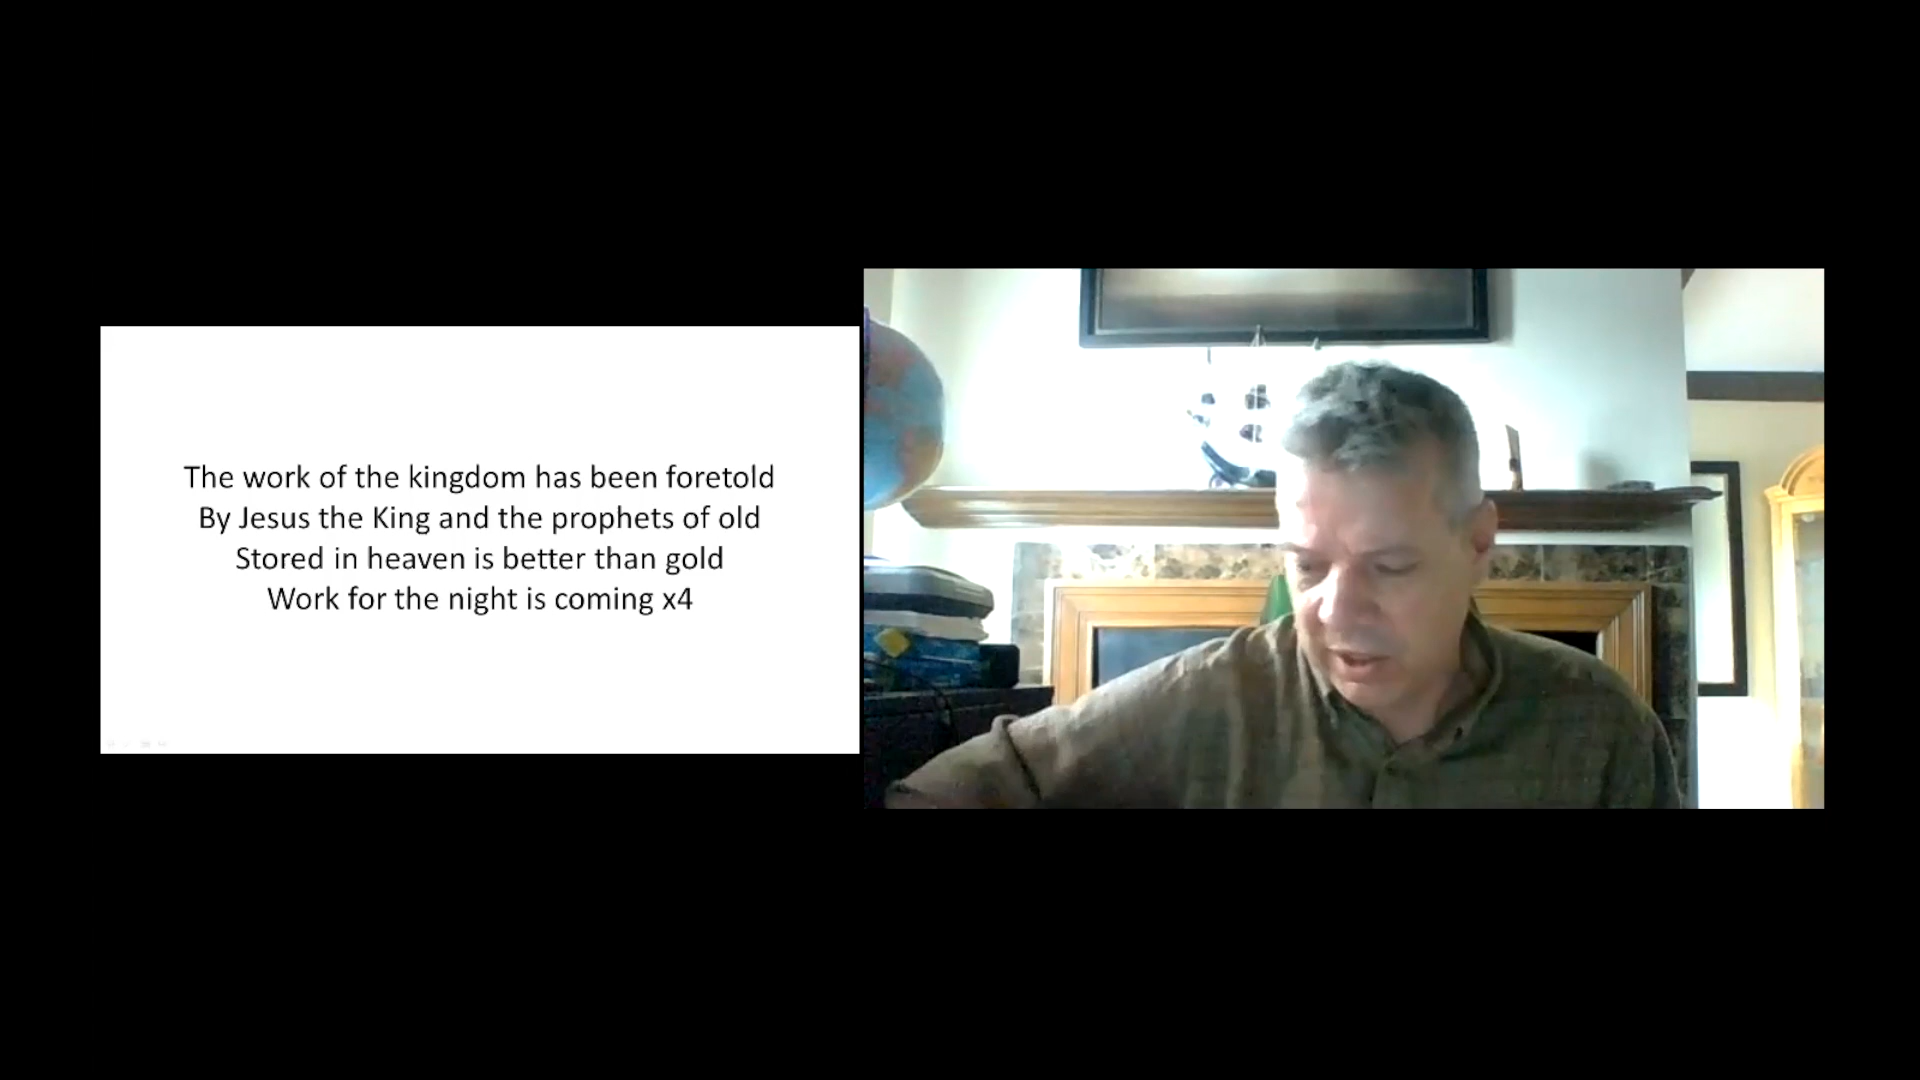 The work of the kingdom has been foretold
By Jesus the King and the prophets of old
Stored in heaven is better than gold
Work for the night is coming x4